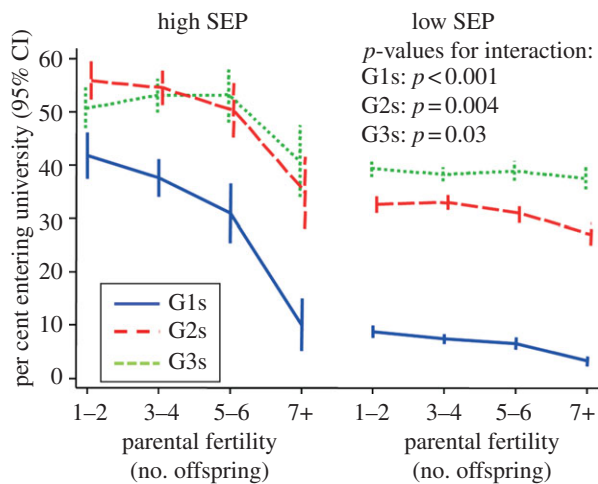 high SEP
low SEP
p-values for interaction:
G1s: p < 0.001
G2s: p = 0.004
G3s: p = 0.03
per cent entering university (95% CI)
60
50
40
30
20
10
0
G1s
G2s
G3s
1–2 3–4 5–6 7+
1–2 3–4 5–6 7+
parental fertility
(no. offspring)
parental fertility
(no. offspring)